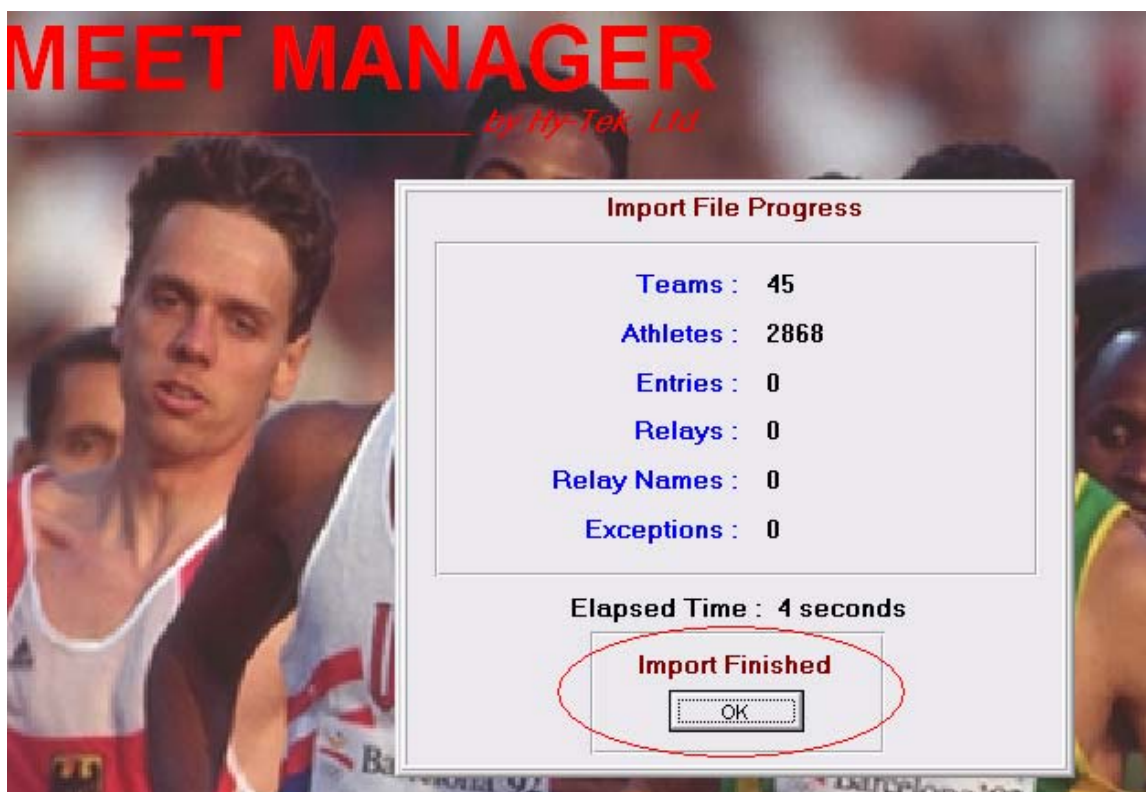 MEET MANAGER
by Hy-Tek, Ltd.
Import File Progress
Teams : 45
Athletes : 2868
Entries : 0
Relays : 0
Relay Names : 0
Exceptions : 0
Elapsed Time : 4 seconds
Import Finished
OK